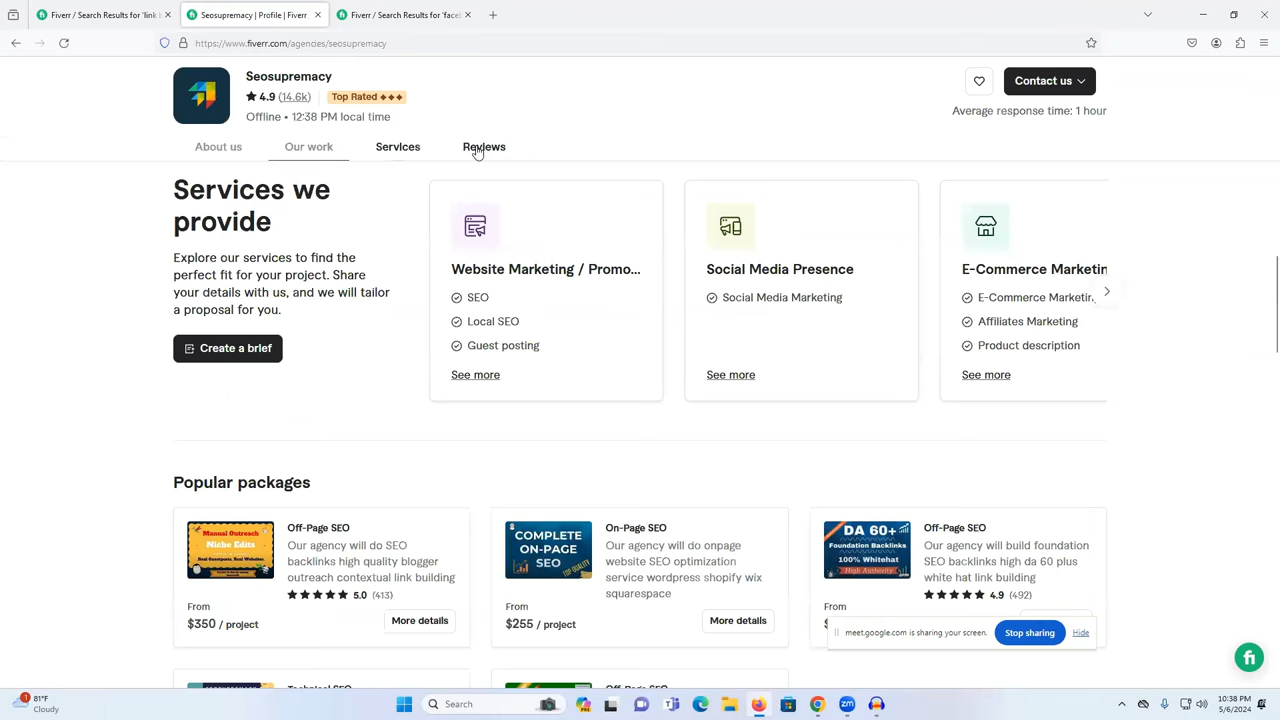 Fiverr / Search Results for 'link b
Seosupremacy | Profile | Fiverr
Fiverr / Search Results for 'faceb
https://www.fiverr.com/agencies/seosupremacy
Seosupremacy
4.9 (14.6k) Top Rated
Offline • 12:38 PM local time
Contact us
Average response time: 1 hour
About us
Our work
Services
Reviews
Services we
provide
Explore our services to find the
perfect fit for your project. Share
your details with us, and we will tailor
a proposal for you.
Create a brief
Website Marketing / Promo...
SEO
Local SEO
Guest posting
See more
Social Media Presence
Social Media Marketing
See more
E-Commerce Marketin
E-Commerce Marketin
Affiliates Marketing
Product description
See more
Popular packages
Manual Outreach
Niche Edits
Off-Page SEO
Our agency will do SEO
backlinks high quality blogger
outreach contextual link building
5.0 (413)
From
$350 / project
More details
COMPLETE
ON-PAGE
SEO
TOP QUALITY
On-Page SEO
Our agency will do onpage
website SEO optimization
service wordpress shopify wix
squarespace
From
$255 / project
More details
DA 60+
Foundation Backlinks
100% Whitehat
High Authority
Off-Page SEO
Our agency will build foundation
SEO backlinks high da 60 plus
white hat link building
4.9 (492)
From
meet.google.com is sharing your screen.
Stop sharing
Hide
fi
1
81°F
Cloudy
Search
zm
10:38 PM
5/6/2024